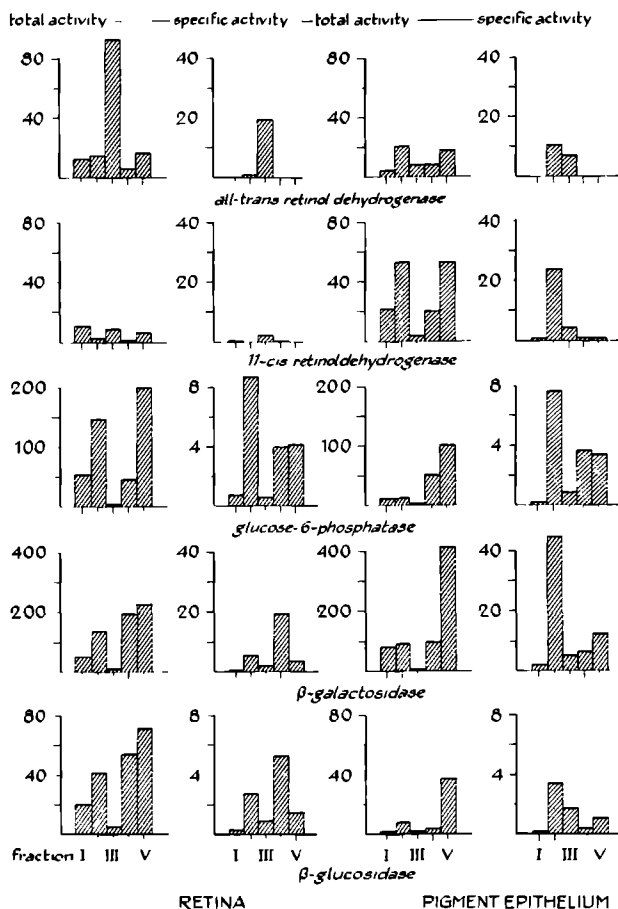 total activity specific activity total activity specific activity
80 40 80 40
40 20 40 20
all-trans retinol dehydrogenase
80 40 80 40
40 20 40 20
11-cis retinoldehydrogenase
200 8 200 8
100 4 100 4
glucose-6-phosphatase
400 40 400 40
200 20 200 20
β-galactosidase
80 8 80 8
40 4 40 4
fraction I III V I III V I III V I III V
β-glucosidase
RETINA PIGMENT EPITHELIUM